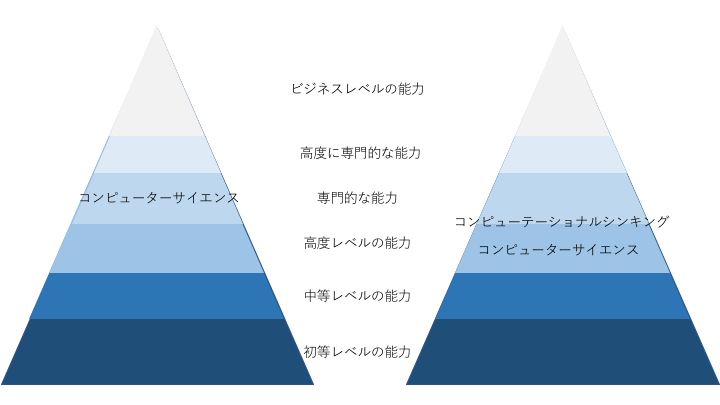 ビジネスレベルの能力
高度に専門的な能力
コンピューターサイエンス
専門的な能力
コンピューテーショナルシンキング
高度レベルの能力
コンピューターサイエンス
中等レベルの能力
初等レベルの能力